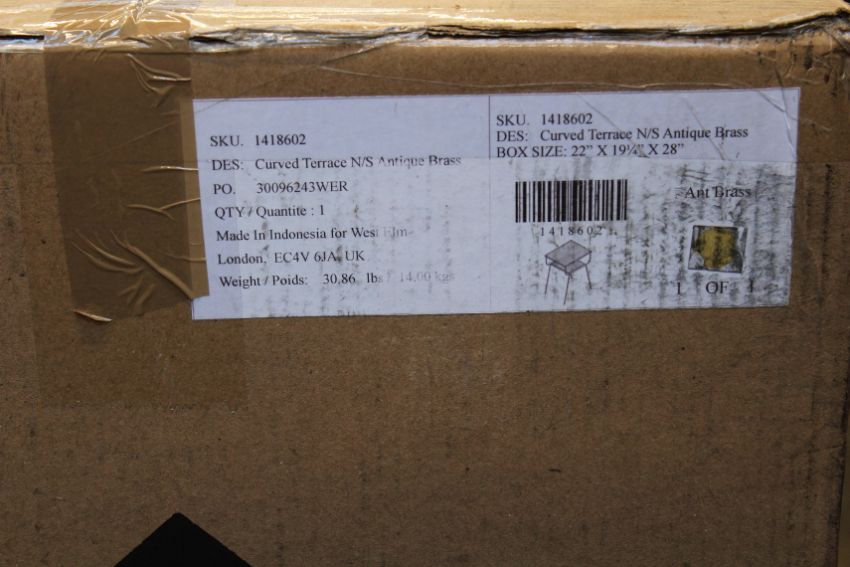 SKU. 1418602
DES: Curved Terrace N/S Antique Brass
PO. 30096243WER
QTY / Quantite : 1
Made In Indonesia for West Elm
London, EC4V 6JA, UK
Weight / Poids: 30.86 lbs / 14.00 kgs
SKU. 1418602
DES: Curved Terrace N/S Antique Brass
BOX SIZE: 22” X 19¼” X 28”
1418602
Ant Brass
1 OF 1